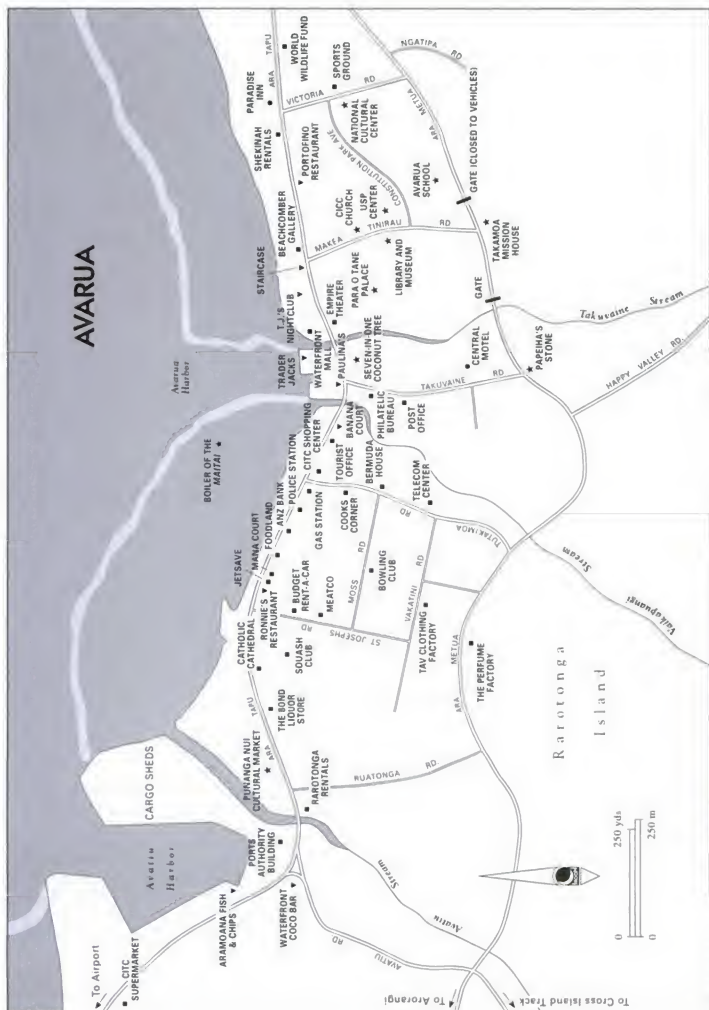 AVARUA
To Airport
CITC
SUPERMARKET
Avatiu
Harbor
CARGO SHEDS
ARAMOANA FISH
& CHIPS
PORTS
AUTHORITY
BUILDING
WATERFRONT
COCO BAR
AVATIU
RD
To Arorangi
To Cross Island Track
Avatiu
Stream
PUNANGA NUI
CULTURAL MARKET
ARA
TAPU
RAROTONGA
RENTALS
RUATONGA
RD
THE BOND
LIQUOR
STORE
CATHOLIC
CATHEDRAL
SQUASH
CLUB
RONNIE'S
RESTAURANT
JETSAVE
MANA COURT
BUDGET
RENT-A-CAR
MEATCO
ST JOSEPHS
RD
FOODLAND
ANZ BANK
POLICE STATION
GAS STATION
CITC SHOPPING
CENTER
COOKS
CORNER
MOSS
RD
BOWLING
CLUB
VAKATINI
RD
TAV CLOTHING
FACTORY
ARA
METUA
THE PERFUME
FACTORY
TOURIST
OFFICE
BERMUDA
HOUSE
TELECOM
CENTER
TUTAKIMOA
RD
BOILER OF THE
MAITAI
Avarua
Harbor
TRADER
JACKS
WATERFRONT
MALL
PAULINA'S
BANANA
COURT
PHILATELIC
BUREAU
POST
OFFICE
SEVEN-IN-ONE
COCONUT TREE
TAKUVAINE
RD
CENTRAL
MOTEL
PAPEIHA'S
STONE
HAPPY VALLEY
RD
Vaikapuangi
Stream
Takuvaine
Stream
T.J.'S
NIGHTCLUB
EMPIRE
THEATER
STAIRCASE
BEACHCOMBER
GALLERY
PARA O TANE
PALACE
LIBRARY AND
MUSEUM
MAKEA
TINIRAU
RD
CICC
CHURCH
USP
CENTER
CONSTITUTION PARK AVE
GATE
TAKAMOA
MISSION
HOUSE
GATE (CLOSED TO VEHICLES)
AVARUA
SCHOOL
PORTOFINO
RESTAURANT
SHEKINAH
RENTALS
PARADISE
INN
ARA
TAPU
WORLD
WILDLIFE FUND
VICTORIA
RD
SPORTS
GROUND
NATIONAL
CULTURAL
CENTER
ARA
METUA
NGATIPA
RD
Rarotonga
Island
0 250 yds
0 250 m